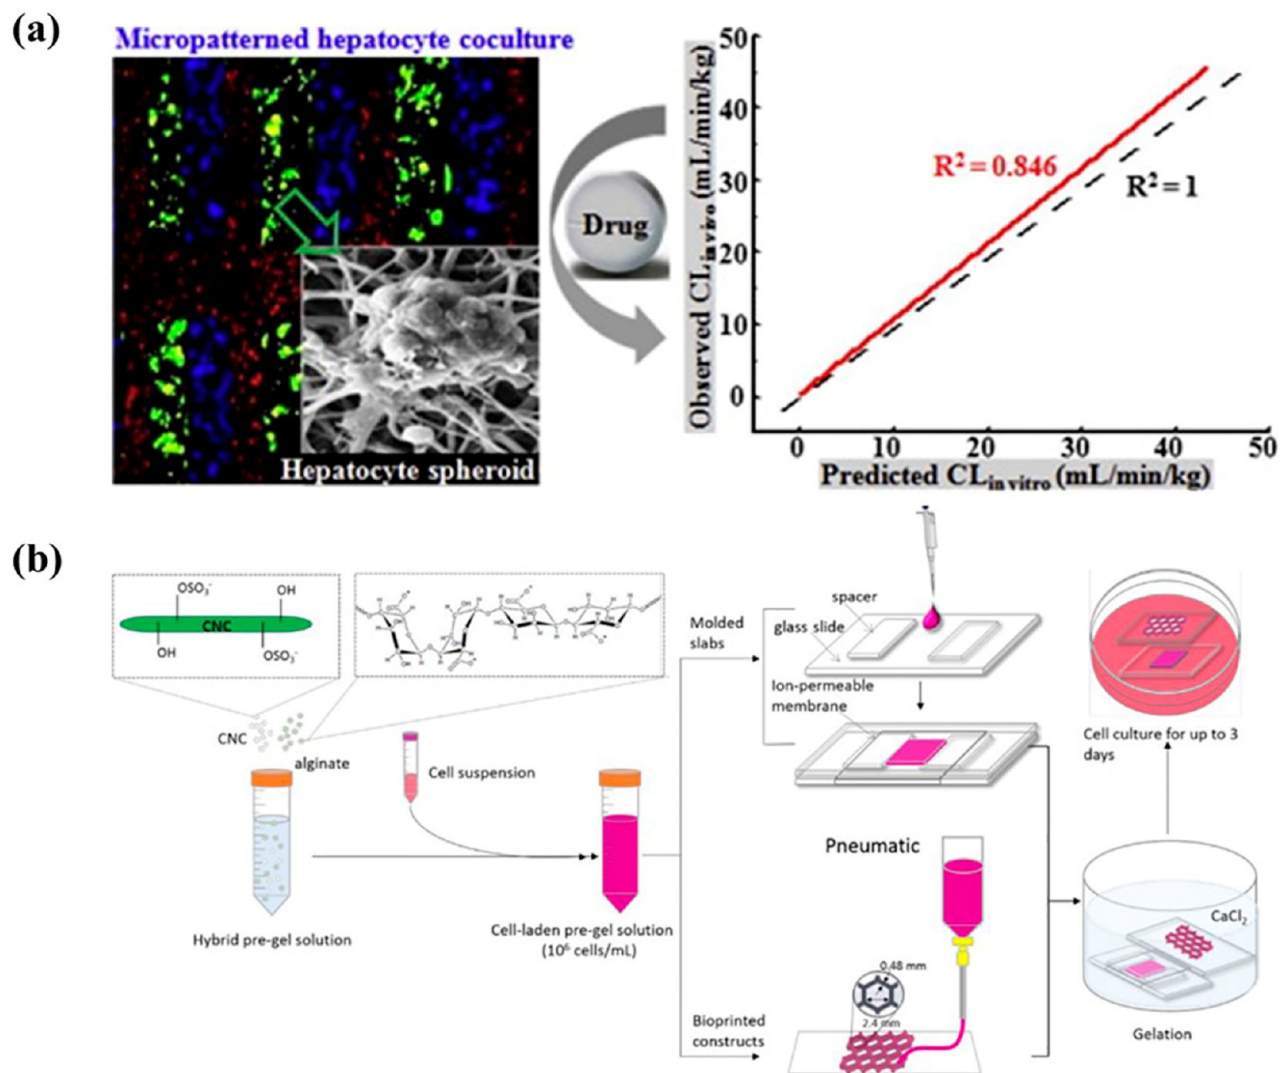 (a)
Micropatterned hepatocyte coculture
Hepatocyte spheroid
Drug
Observed CLin vivo (mL/min/kg)
50
40
30
20
10
0
R² = 0.846
R² = 1
0 10 20 30 40 50
Predicted CLin vitro (mL/min/kg)
(b)
OSO₃⁻
OH
CNC
OH
OSO₃⁻
CNC
alginate
Cell suspension
Hybrid pre-gel solution
Cell-laden pre-gel solution
(10⁶ cells/mL)
Molded
slabs
spacer
glass slide
Ion-permeable
membrane
Pneumatic
0.48 mm
2.4 mm
Bioprinted
constructs
Cell culture for up to 3
days
CaCl₂
Gelation